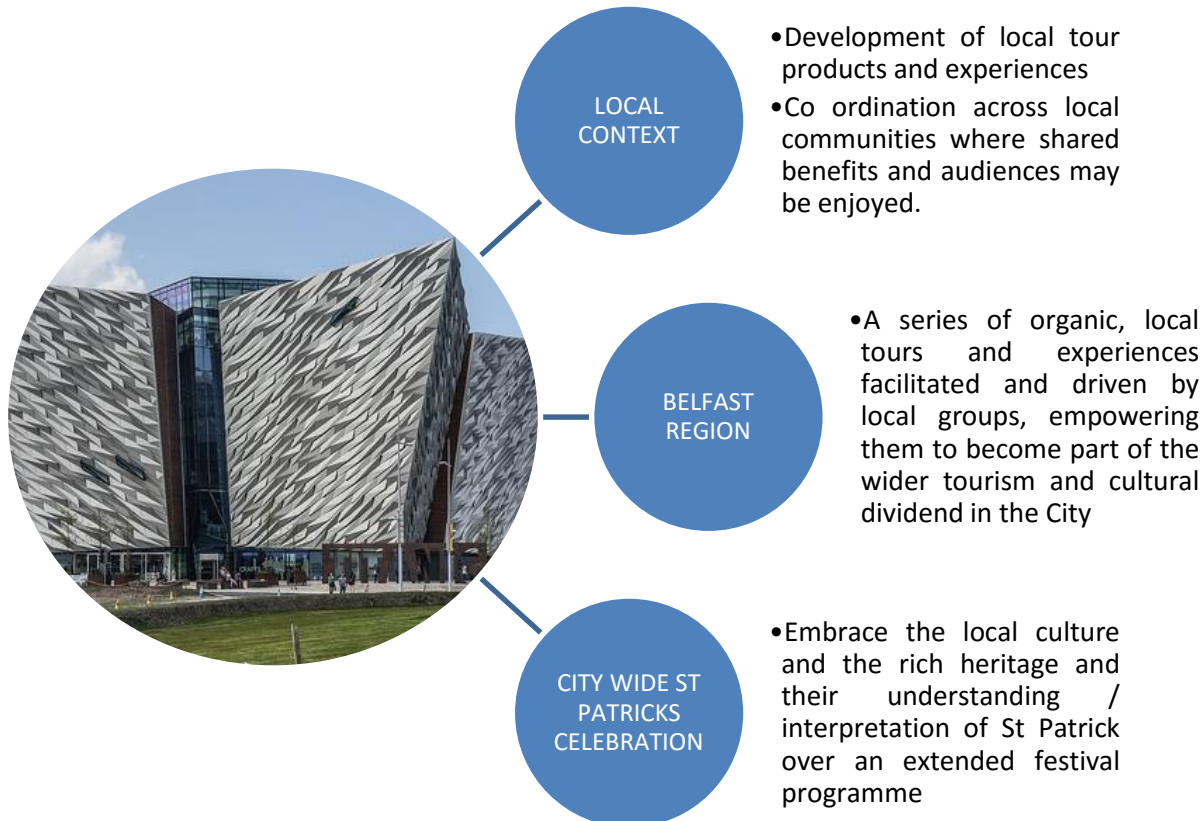 LOCAL
CONTEXT
•Development of local tour
products and experiences
•Co ordination across local
communities where shared
benefits and audiences may
be enjoyed.
BELFAST
REGION
•A series of organic, local
tours and experiences
facilitated and driven by
local groups, empowering
them to become part of the
wider tourism and cultural
dividend in the City
CITY WIDE ST
PATRICKS
CELEBRATION
•Embrace the local culture
and the rich heritage and
their understanding /
interpretation of St Patrick
over an extended festival
programme